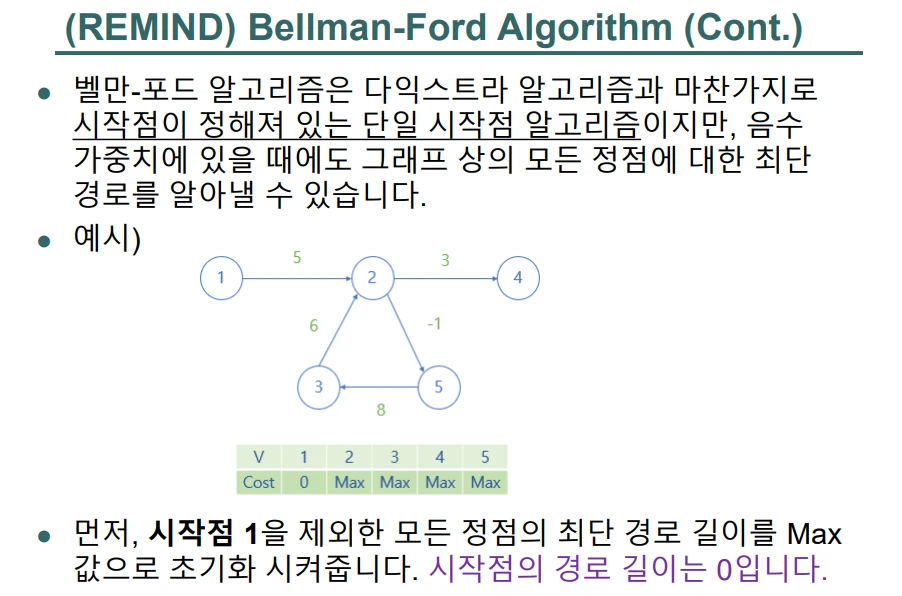 (REMIND) Bellman-Ford Algorithm (Cont.)
벨만-포드 알고리즘은 다익스트라 알고리즘과 마찬가지로
시작점이 정해져 있는 단일 시작점 알고리즘이지만, 음수
가중치에 있을 때에도 그래프 상의 모든 정점에 대한 최단
경로를 알아낼 수 있습니다.
예시)
5
3
1
2
4
6
-1
3
5
8
V 1 2 3 4 5
Cost 0 Max Max Max Max
먼저, 시작점 1을 제외한 모든 정점의 최단 경로 길이를 Max
값으로 초기화 시켜줍니다. 시작점의 경로 길이는 0입니다.